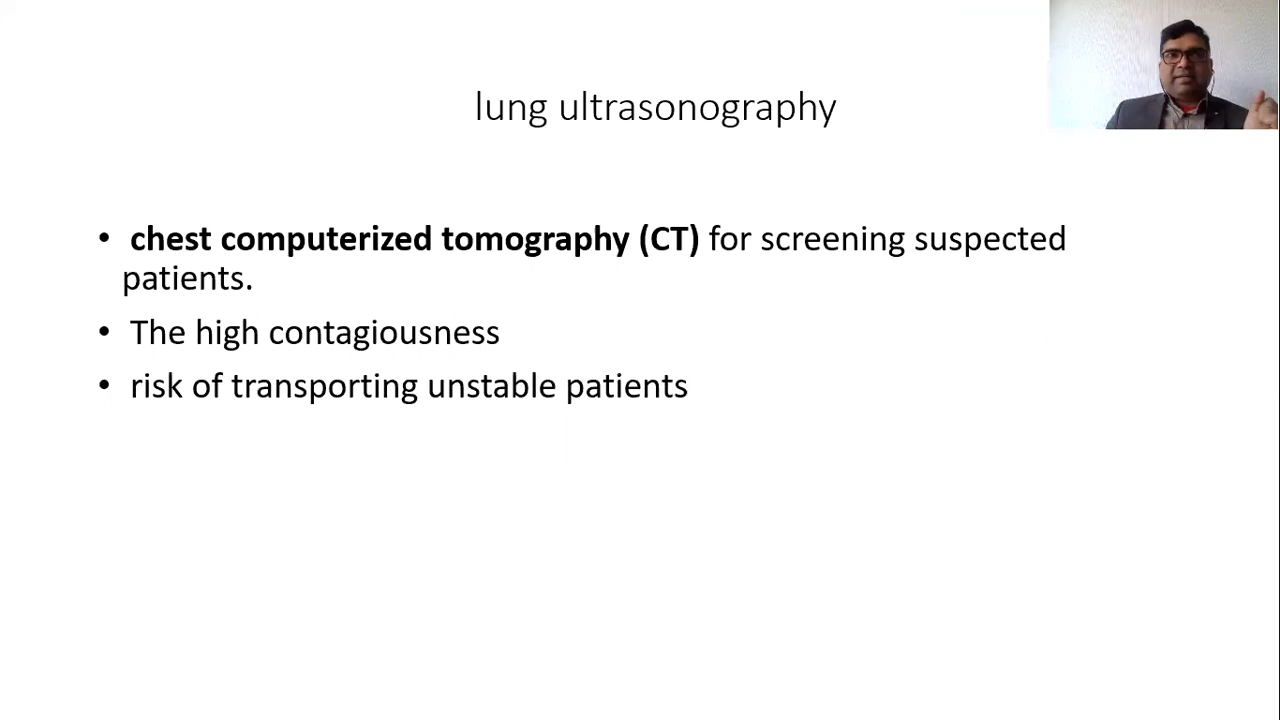 lung ultrasonography
• chest computerized tomography (CT) for screening suspected
patients.
• The high contagiousness
• risk of transporting unstable patients